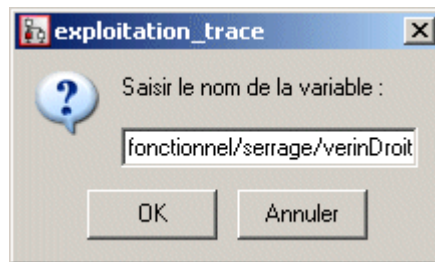 exploitation_trace
Saisir le nom de la variable :
fonctionnel/serrage/verinDroit
OK Annuler